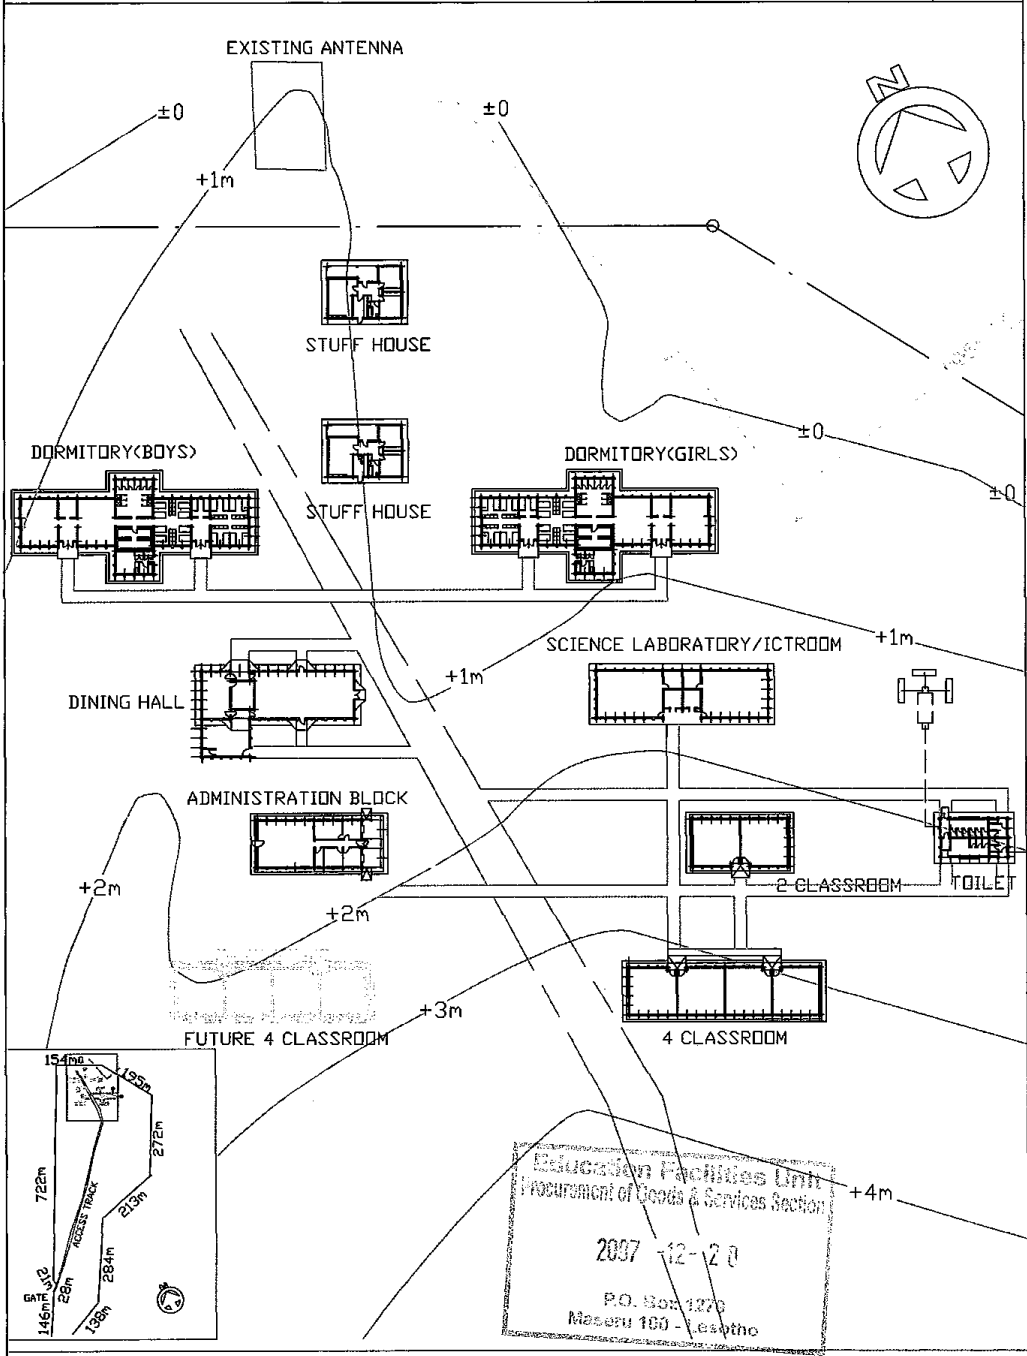 EXISTING ANTENNA
N
±0
±0
+1m
STUFF HOUSE
±0
DORMITORY(BOYS)
DORMITORY(GIRLS)
±0
STUFF HOUSE
+1m
SCIENCE LABORATORY/ICTROOM
+1m
DINING HALL
ADMINISTRATION BLOCK
+2m
2 CLASSROOM
TOILET
+2m
+3m
FUTURE 4 CLASSROOM
4 CLASSROOM
154m
195m
272m
722m
ACCESS TRACK
213m
284m
212m
GATE
28m
146m
138m
Education Facilities Unit
Procurement of Goods & Services Section
+4m
2007 -12- 20
P.O. Box 1270
Maseru 100 - Lesotho